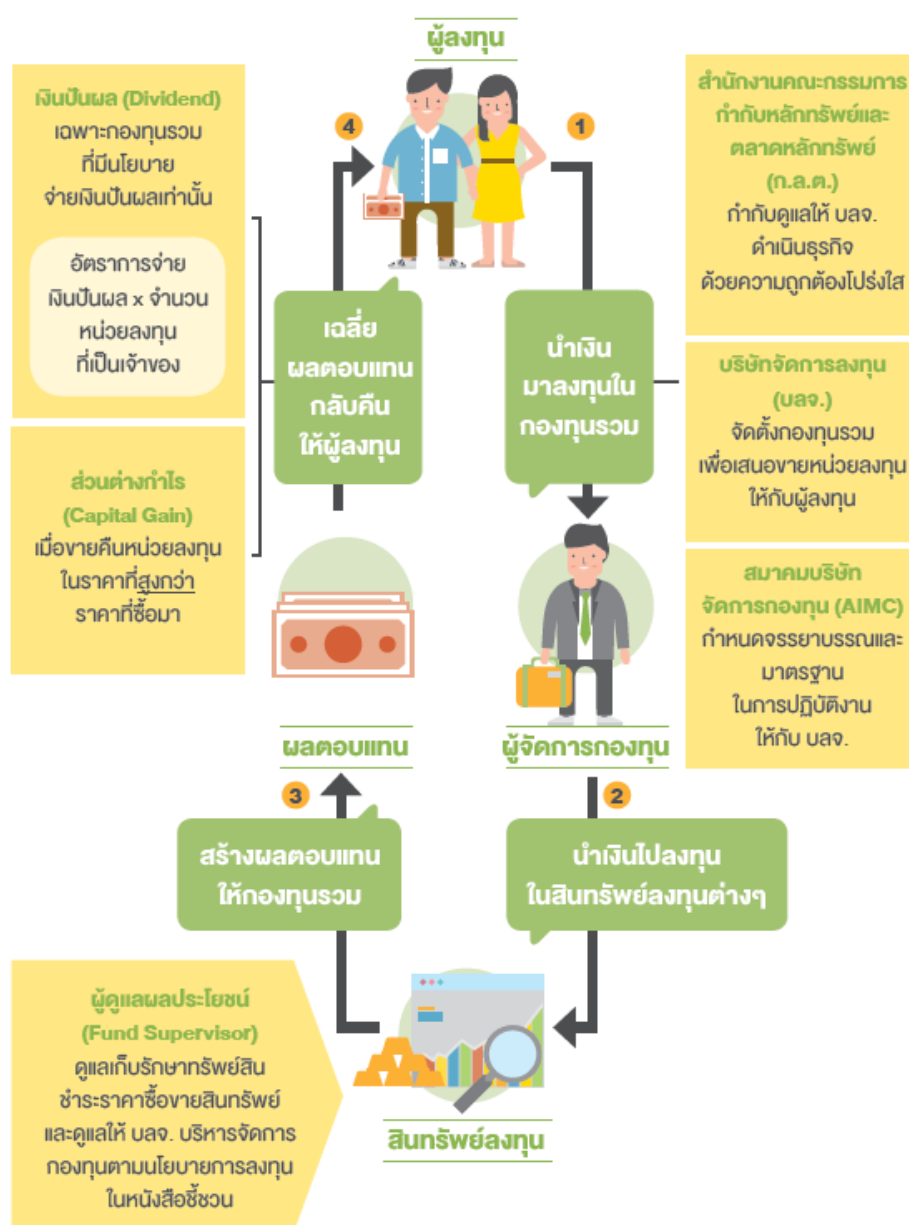 ผู้ลงทุน
เงินปันผล (Dividend)
เฉพาะกองทุนรวม
ที่มีนโยบาย
จ่ายเงินปันผลเท่านั้น
อัตราการจ่าย
เงินปันผล x จำนวน
หน่วยลงทุน
ที่เป็นเจ้าของ
ส่วนต่างกำไร
(Capital Gain)
เมื่อขายคืนหน่วยลงทุน
ในราคาที่สูงกว่า
ราคาที่ซื้อมา
4
เฉลี่ย
ผลตอบแทน
กลับคืน
ให้ผู้ลงทุน
1
นำเงิน
มาลงทุนใน
กองทุนรวม
สำนักงานคณะกรรมการ
กำกับหลักทรัพย์และ
ตลาดหลักทรัพย์
(ก.ล.ต.)
กำกับดูแลให้ บลจ.
ดำเนินธุรกิจ
ด้วยความถูกต้องโปร่งใส
บริษัทจัดการลงทุน
(บลจ.)
จัดตั้งกองทุนรวม
เพื่อเสนอขายหน่วยลงทุน
ให้กับผู้ลงทุน
สมาคมบริษัท
จัดการกองทุน (AIMC)
กำหนดจรรยาบรรณและ
มาตรฐาน
ในการปฏิบัติงาน
ให้กับ บลจ.
ผลตอบแทน
ผู้จัดการกองทุน
3
สร้างผลตอบแทน
ให้กองทุนรวม
2
นำเงินไปลงทุน
ในสินทรัพย์ลงทุนต่างๆ
ผู้ดูแลผลประโยชน์
(Fund Supervisor)
ดูแลเก็บรักษาทรัพย์สิน
ชำระราคาซื้อขายสินทรัพย์
และดูแลให้ บลจ. บริหารจัดการ
กองทุนตามนโยบายการลงทุน
ในหนังสือชี้ชวน
สินทรัพย์ลงทุน